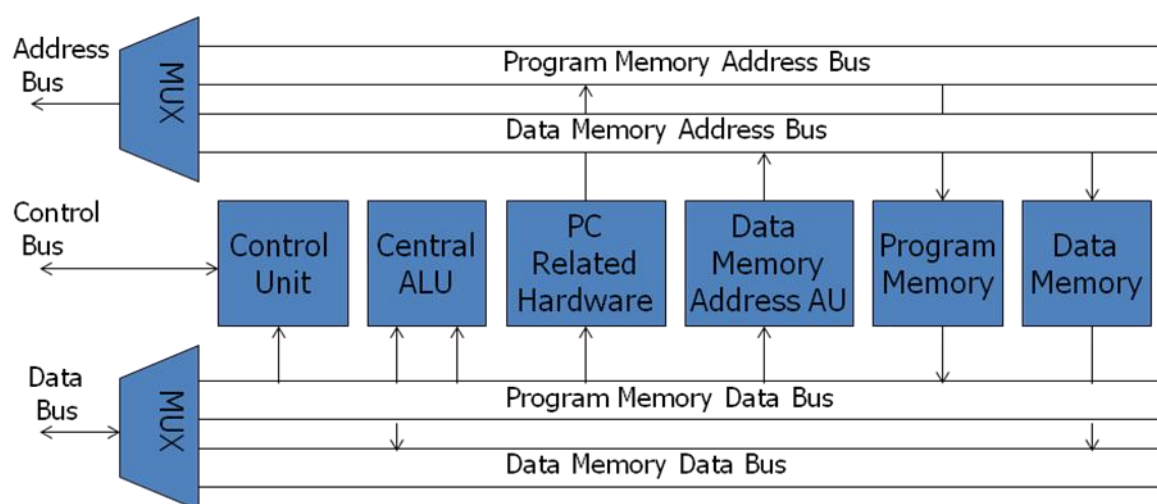 Address
Bus
MUX
Program Memory Address Bus
Data Memory Address Bus
Control
Bus
Control
Unit
Central
ALU
PC
Related
Hardware
Data
Memory
Address AU
Program
Memory
Data
Memory
Data
Bus
MUX
Program Memory Data Bus
Data Memory Data Bus